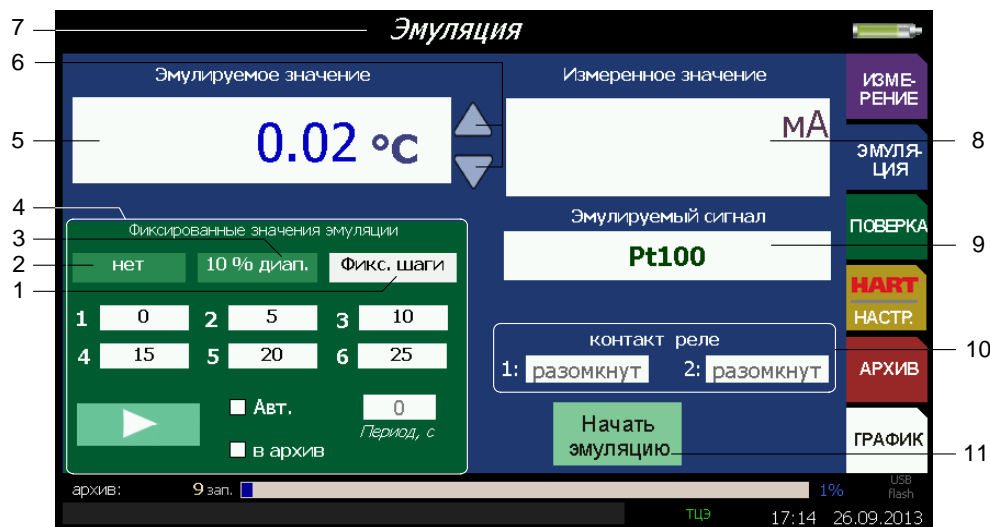 7
Эмуляция
6
Эмулируемое значение
Измеренное значение
ИЗМЕ-
РЕНИЕ
5
0.02 °C
мА
8
ЭМУЛЯ-
ЦИЯ
4
Эмулируемый сигнал
ПОВЕРКА
3
Фиксированные значения эмуляции
9
2
нет
10 % диап.
Фикс. шаги
Pt100
1
HART
НАСТР.
1 0 2 5 3 10
4 15 5 20 6 25
контакт реле
10
1: разомкнут 2: разомкнут
АРХИВ
Авт.
0
Период, с
в архив
Начать
эмуляцию
11
ГРАФИК
архив: 9 зап. 1%
USB
flash
ТЦЭ
17:14 26.09.2013